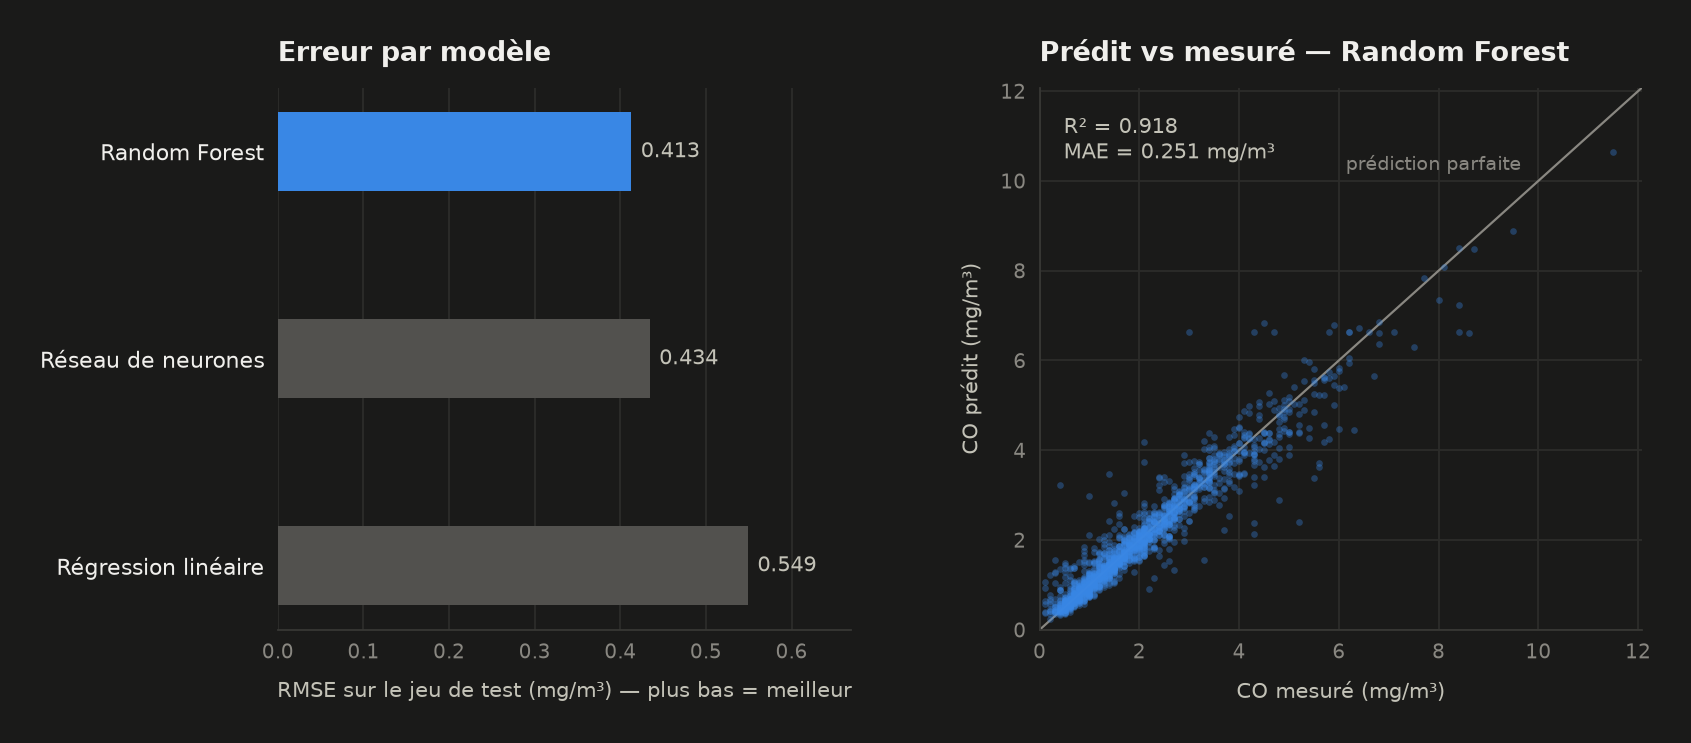 Erreur par modèle
Random Forest
0.413
Réseau de neurones
0.434
Régression linéaire
0.549
0.0 0.1 0.2 0.3 0.4 0.5 0.6
RMSE sur le jeu de test (mg/m³) — plus bas = meilleur
Prédit vs mesuré — Random Forest
R² = 0.918
MAE = 0.251 mg/m³
prédiction parfaite
CO prédit (mg/m³)
12
10
8
6
4
2
0
0 2 4 6 8 10 12
CO mesuré (mg/m³)